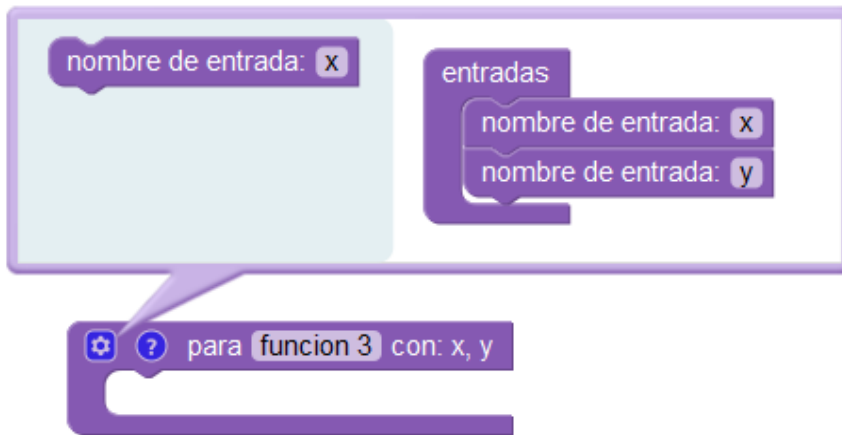 nombre de entrada: x
entradas
nombre de entrada: x
nombre de entrada: y
? para funcion 3 con: x, y